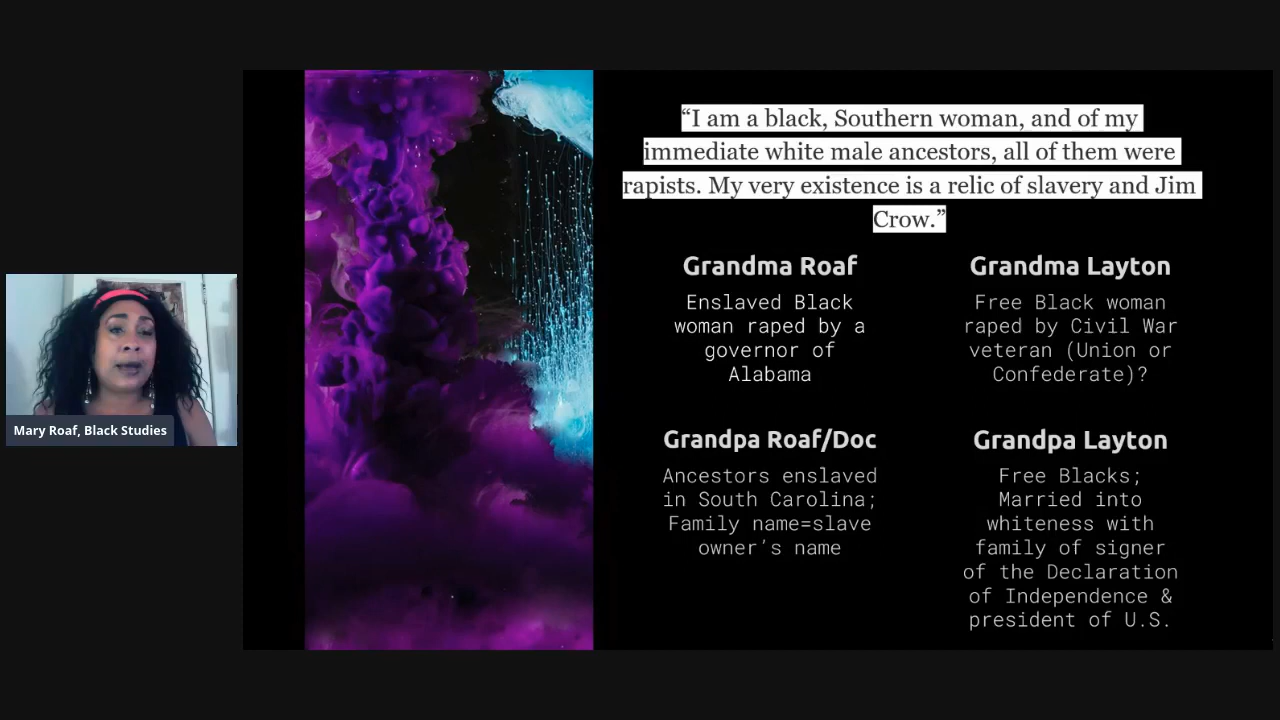 “I am a black, Southern woman, and of my
immediate white male ancestors, all of them were
rapists. My very existence is a relic of slavery and Jim
Crow.”
Grandma Roaf
Enslaved Black
woman raped by a
governor of
Alabama
Grandma Layton
Free Black woman
raped by Civil War
veteran (Union or
Confederate)?
Grandpa Roaf/Doc
Ancestors enslaved
in South Carolina;
Family name=slave
owner’s name
Grandpa Layton
Free Blacks;
Married into
whiteness with
family of signer
of the Declaration
of Independence &
president of U.S.
Mary Roaf, Black Studies